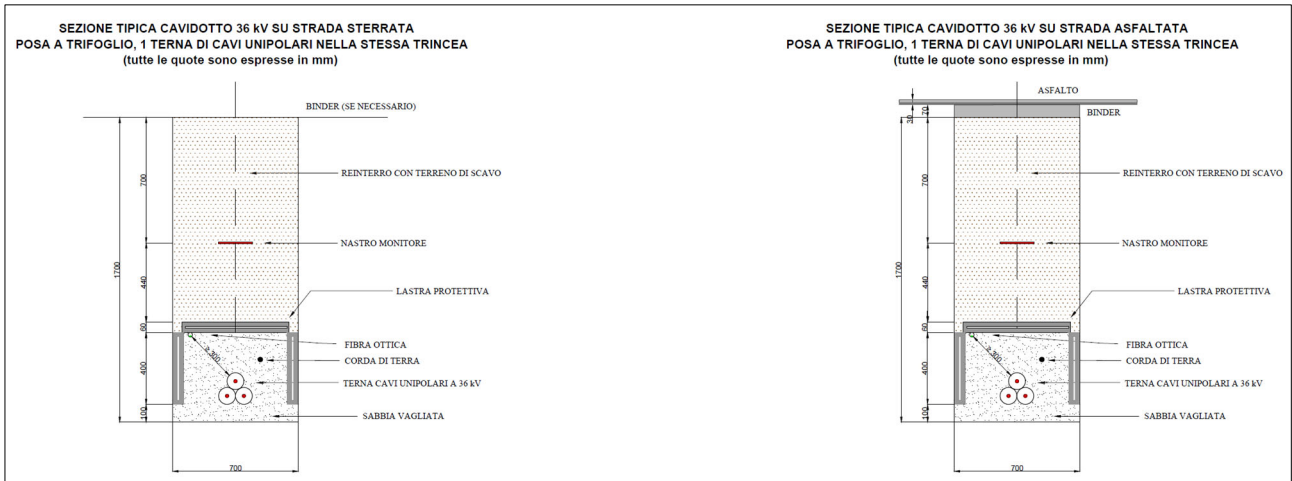 SEZIONE TIPICA CAVIDOTTO 36 kV SU STRADA STERRATA
POSA A TRIFOGLIO, 1 TERNA DI CAVI UNIPOLARI NELLA STESSA TRINCEA
(tutte le quote sono espresse in mm)
BINDER (SE NECESSARIO)
700
REINTERRO CON TERRENO DI SCAVO
NASTRO MONITORE
1700
440
LASTRA PROTETTIVA
60
FIBRA OTTICA
≥ 300
CORDA DI TERRA
400
TERNA CAVI UNIPOLARI A 36 kV
100
SABBIA VAGLIATA
700
SEZIONE TIPICA CAVIDOTTO 36 kV SU STRADA ASFALTATA
POSA A TRIFOGLIO, 1 TERNA DI CAVI UNIPOLARI NELLA STESSA TRINCEA
(tutte le quote sono espresse in mm)
ASFALTO
30
70
BINDER
700
REINTERRO CON TERRENO DI SCAVO
NASTRO MONITORE
1700
440
LASTRA PROTETTIVA
60
FIBRA OTTICA
≥ 300
CORDA DI TERRA
400
TERNA CAVI UNIPOLARI A 36 kV
100
SABBIA VAGLIATA
700